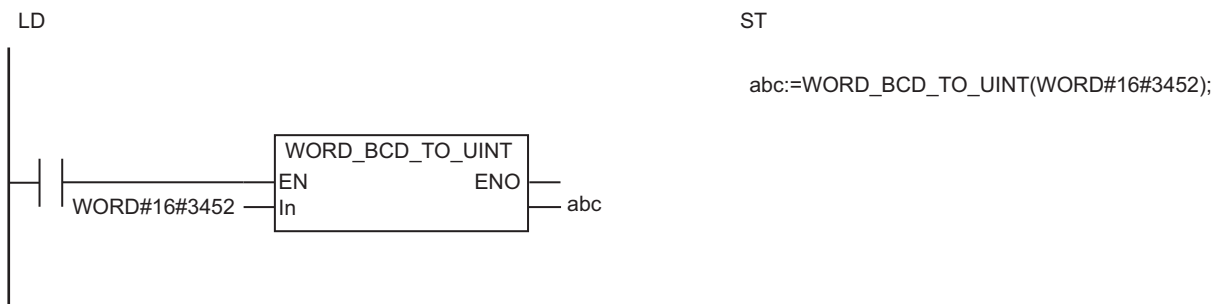 LD
ST
abc:=WORD_BCD_TO_UINT(WORD#16#3452);
WORD_BCD_TO_UINT
EN ENO
WORD#16#3452 In abc